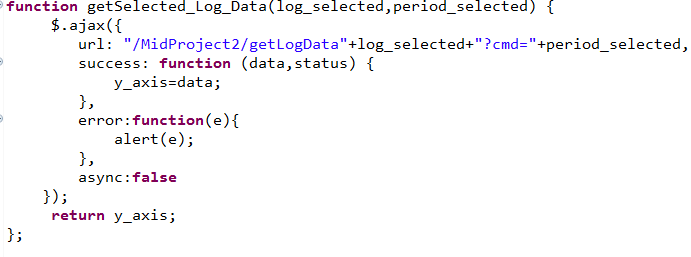 function getSelected_Log_Data(log_selected,period_selected) {
$.ajax({
url: "/MidProject2/getLogData"+log_selected+"?cmd="+period_selected,
success: function (data,status) {
y_axis=data;
},
error:function(e){
alert(e);
},
async:false
});
return y_axis;
};